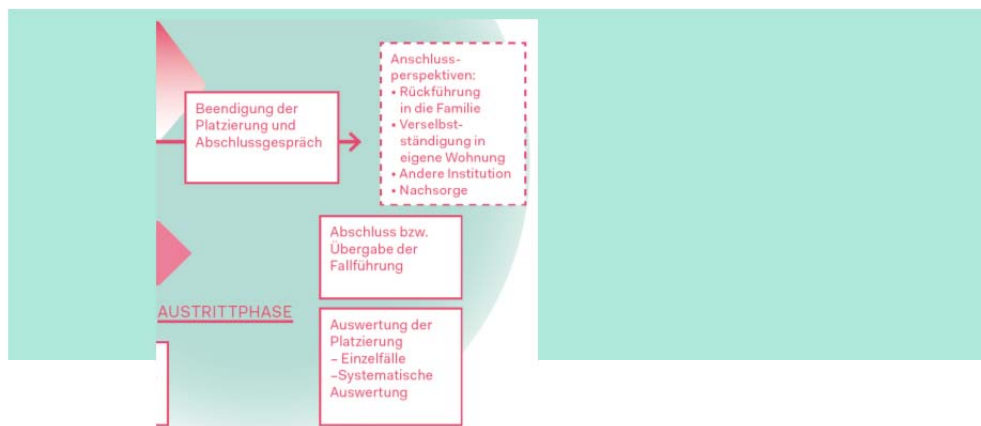 Beendigung der
Platzierung und
Abschlussgespräch
Anschluss-
perspektiven:
• Rückführung
in die Familie
• Verselbst-
ständigung in
eigene Wohnung
• Andere Institution
• Nachsorge
Abschluss bzw.
Übergabe der
Fallführung
AUSTRITTPHASE
Auswertung der
Platzierung
– Einzelfälle
–Systematische
Auswertung